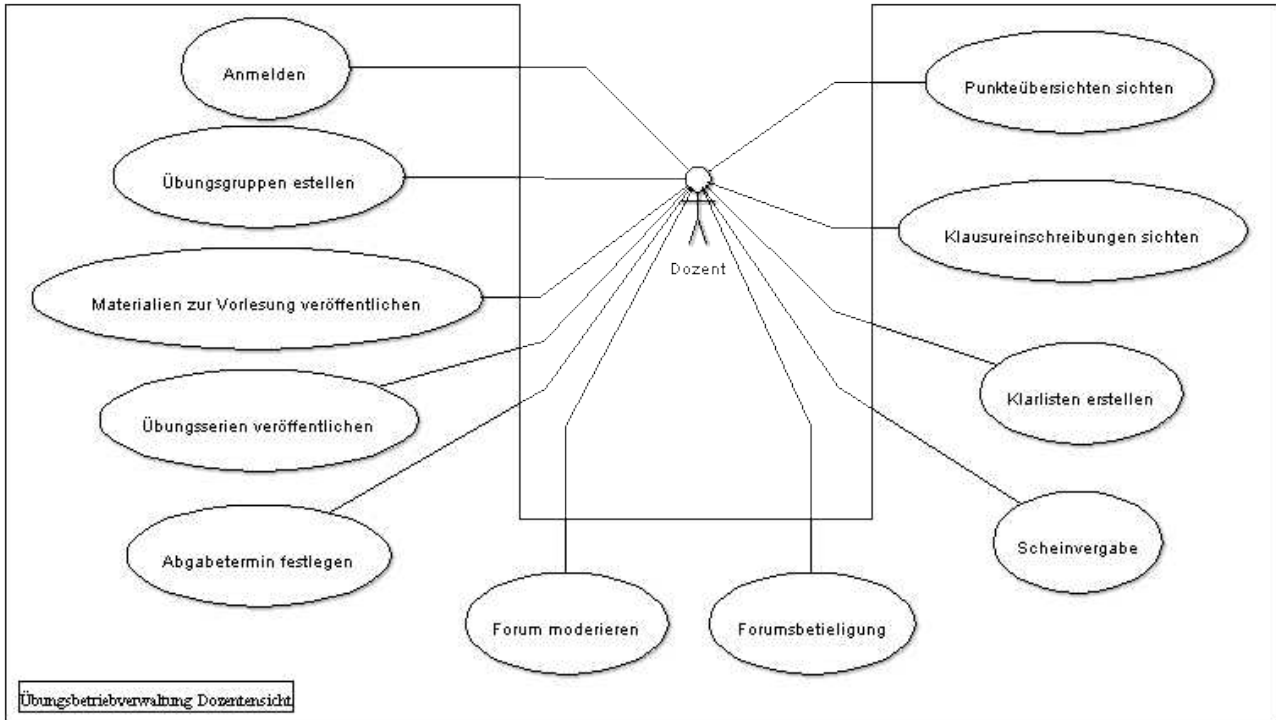 Anmelden
Übungsgruppen estellen
Materialien zur Vorlesung veröffentlichen
Übungsserien veröffentlichen
Abgabetermin festlegen
Forum moderieren
Forumsbetieligung
Dozent
Punkteübersichten sichten
Klausureinschreibungen sichten
Klarlisten erstellen
Scheinvergabe
Übungsbetriebverwaltung Dozentensicht